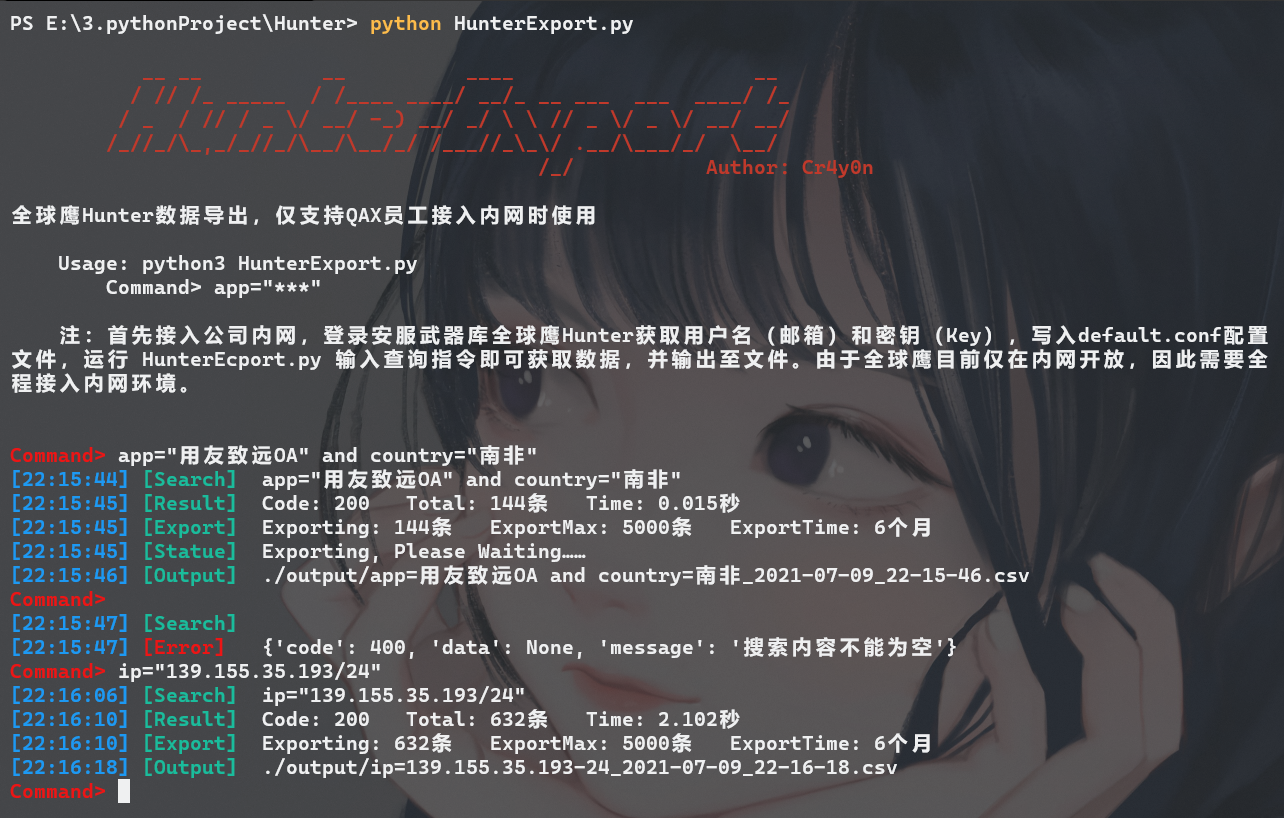 PS E:\3.pythonProject\Hunter> python HunterExport.py
HunterExport
Author: Cr4y0n
全球鹰Hunter数据导出，仅支持QAX员工接入内网时使用
Usage: python3 HunterExport.py
Command> app="***"
注：首先接入公司内网，登录安服武器库全球鹰Hunter获取用户名（邮箱）和密钥（Key），写入default.conf配置
文件，运行 HunterEcport.py 输入查询指令即可获取数据，并输出至文件。由于全球鹰目前仅在内网开放，因此需要全
程接入内网环境。
Command> app="用友致远OA" and country="南非"
[22:15:44] [Search]  app="用友致远OA" and country="南非"
[22:15:45] [Result]  Code: 200   Total: 144条   Time: 0.015秒
[22:15:45] [Export]  Exporting: 144条   ExportMax: 5000条   ExportTime: 6个月
[22:15:45] [Statue]  Exporting, Please Waiting……
[22:15:46] [Output]  ./output/app=用友致远OA and country=南非_2021-07-09_22-15-46.csv
Command>
[22:15:47] [Search]
[22:15:47] [Error]   {'code': 400, 'data': None, 'message': '搜索内容不能为空'}
Command> ip="139.155.35.193/24"
[22:16:06] [Search]  ip="139.155.35.193/24"
[22:16:10] [Result]  Code: 200   Total: 632条   Time: 2.102秒
[22:16:10] [Export]  Exporting: 632条   ExportMax: 5000条   ExportTime: 6个月
[22:16:18] [Output]  ./output/ip=139.155.35.193-24_2021-07-09_22-16-18.csv
Command>